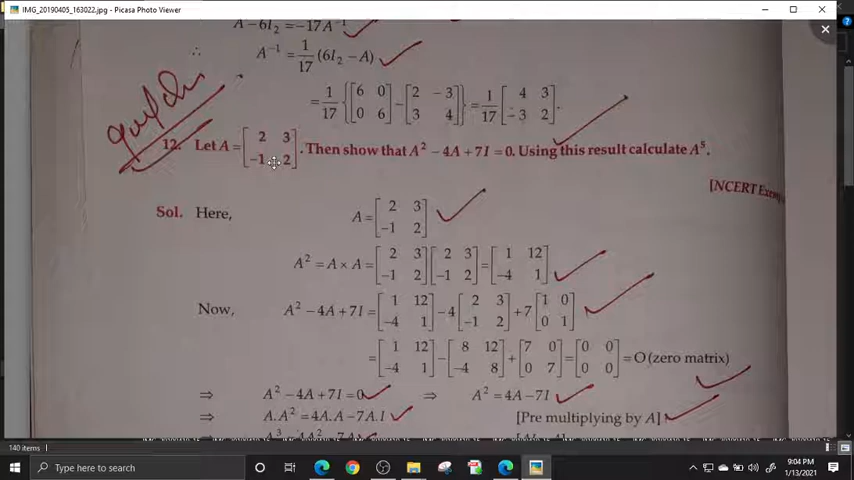 IMG_20190405_163022.jpg - Picasa Photo Viewer
A−6I₂=−17A⁻¹
∴ A⁻¹ = 1/17 (6I₂ − A)
= 1/17 {[6 0; 0 6] − [2 −3; 3 4]} = 1/17 [4 3; −3 2].
12. Let A = [2 3; −1 2]. Then show that A² − 4A + 7I = 0. Using this result calculate A⁵.
[NCERT
Sol. Here, A = [2 3; −1 2]
A² = A × A = [2 3; −1 2] [2 3; −1 2] = [1 12; −4 1]
Now, A² − 4A + 7I = [1 12; −4 1] − 4 [2 3; −1 2] + 7 [1 0; 0 1]
= [1 12; −4 1] − [8 12; −4 8] + [7 0; 0 7] = [0 0; 0 0] = O (zero matrix)
⇒ A² − 4A + 7I = 0 ⇒ A² = 4A − 7I
⇒ A.A² = 4A.A − 7A.I [Pre multiplying by A]
140 items
Type here to search
9:04 PM
1/13/2021